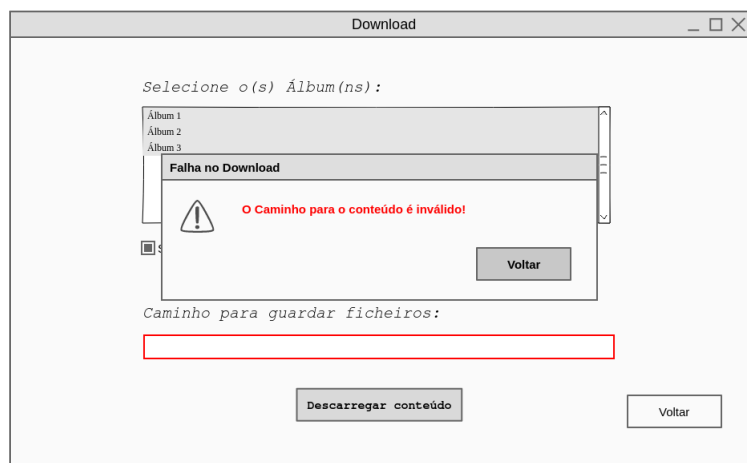 Download
Selecione o(s) Álbum(ns):
Álbum 1
Álbum 2
Álbum 3
Falha no Download
O Caminho para o conteúdo é inválido!
Voltar
Caminho para guardar ficheiros:
Descarregar conteúdo
Voltar